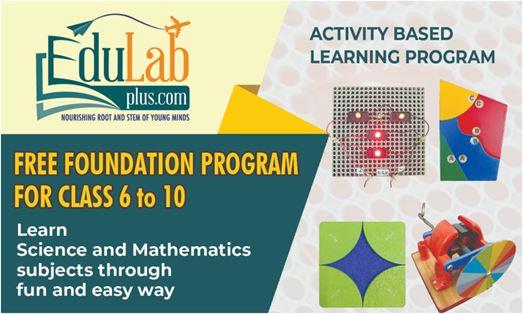 EduLab
plus.com
NOURISHING ROOT AND STEM OF YOUNG MINDS
FREE FOUNDATION PROGRAM
FOR CLASS 6 to 10
Learn
Science and Mathematics
subjects through
fun and easy way
ACTIVITY BASED
LEARNING PROGRAM
C
D
B
B
A A